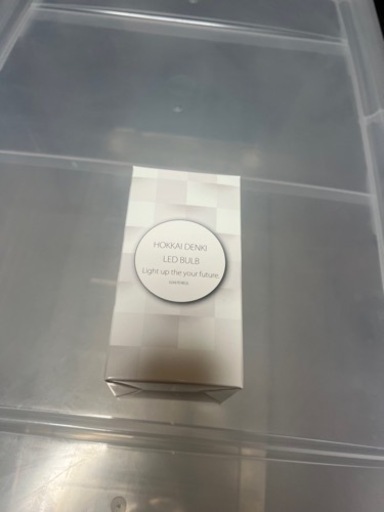 HOKKAI DENKI
LED BULB
Light up the your future.